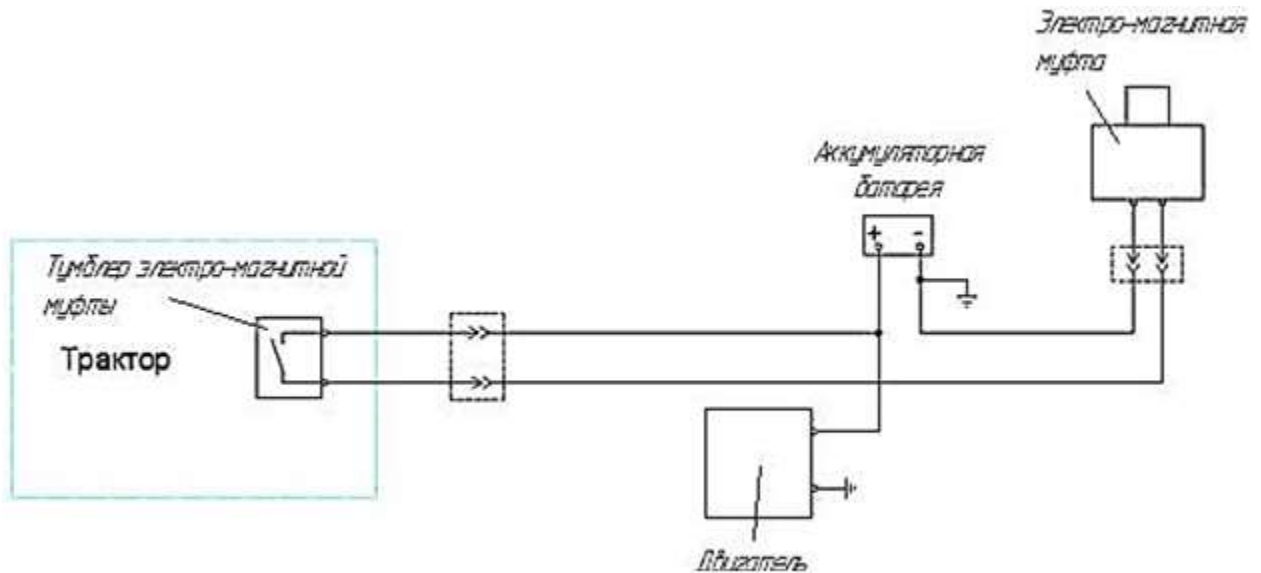 Электро-магнитная
муфта
Аккумуляторная
батарея
+ -
Тумблер электро-магнитной
муфты
Трактор
Двигатель